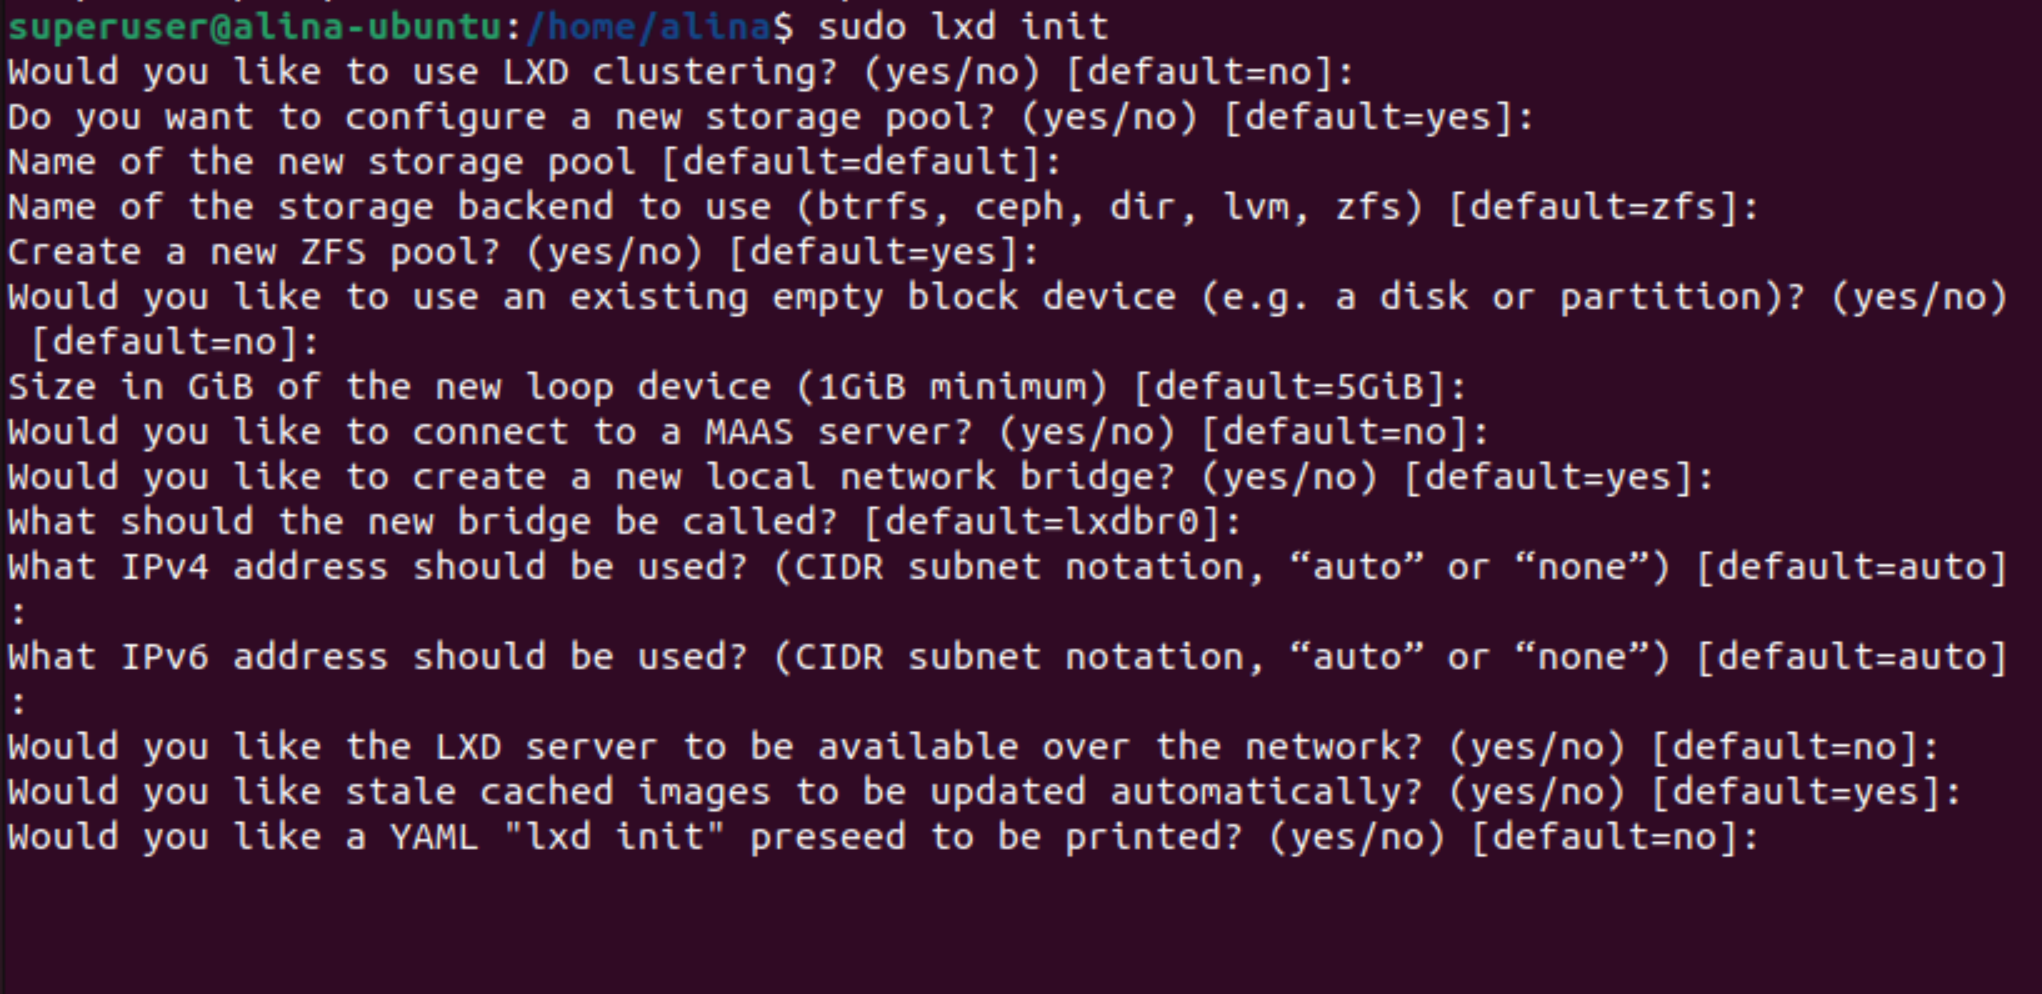 superuser@alina-ubuntu:/home/alina$ sudo lxd init
Would you like to use LXD clustering? (yes/no) [default=no]:
Do you want to configure a new storage pool? (yes/no) [default=yes]:
Name of the new storage pool [default=default]:
Name of the storage backend to use (btrfs, ceph, dir, lvm, zfs) [default=zfs]:
Create a new ZFS pool? (yes/no) [default=yes]:
Would you like to use an existing empty block device (e.g. a disk or partition)? (yes/no)
 [default=no]:
Size in GiB of the new loop device (1GiB minimum) [default=5GiB]:
Would you like to connect to a MAAS server? (yes/no) [default=no]:
Would you like to create a new local network bridge? (yes/no) [default=yes]:
What should the new bridge be called? [default=lxdbr0]:
What IPv4 address should be used? (CIDR subnet notation, “auto” or “none”) [default=auto]
:
What IPv6 address should be used? (CIDR subnet notation, “auto” or “none”) [default=auto]
:
Would you like the LXD server to be available over the network? (yes/no) [default=no]:
Would you like stale cached images to be updated automatically? (yes/no) [default=yes]:
Would you like a YAML "lxd init" preseed to be printed? (yes/no) [default=no]: